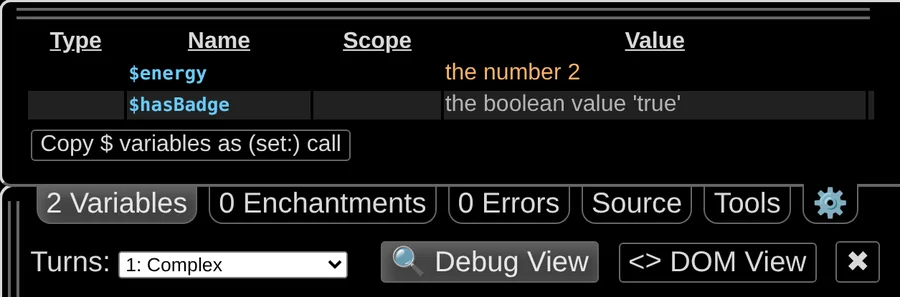 Type Name Scope Value
$energy the number 2
$hasBadge the boolean value 'true'
Copy $ variables as (set:) call
2 Variables 0 Enchantments 0 Errors Source Tools
Turns: 1: Complex 🔍 Debug View <> DOM View ✖